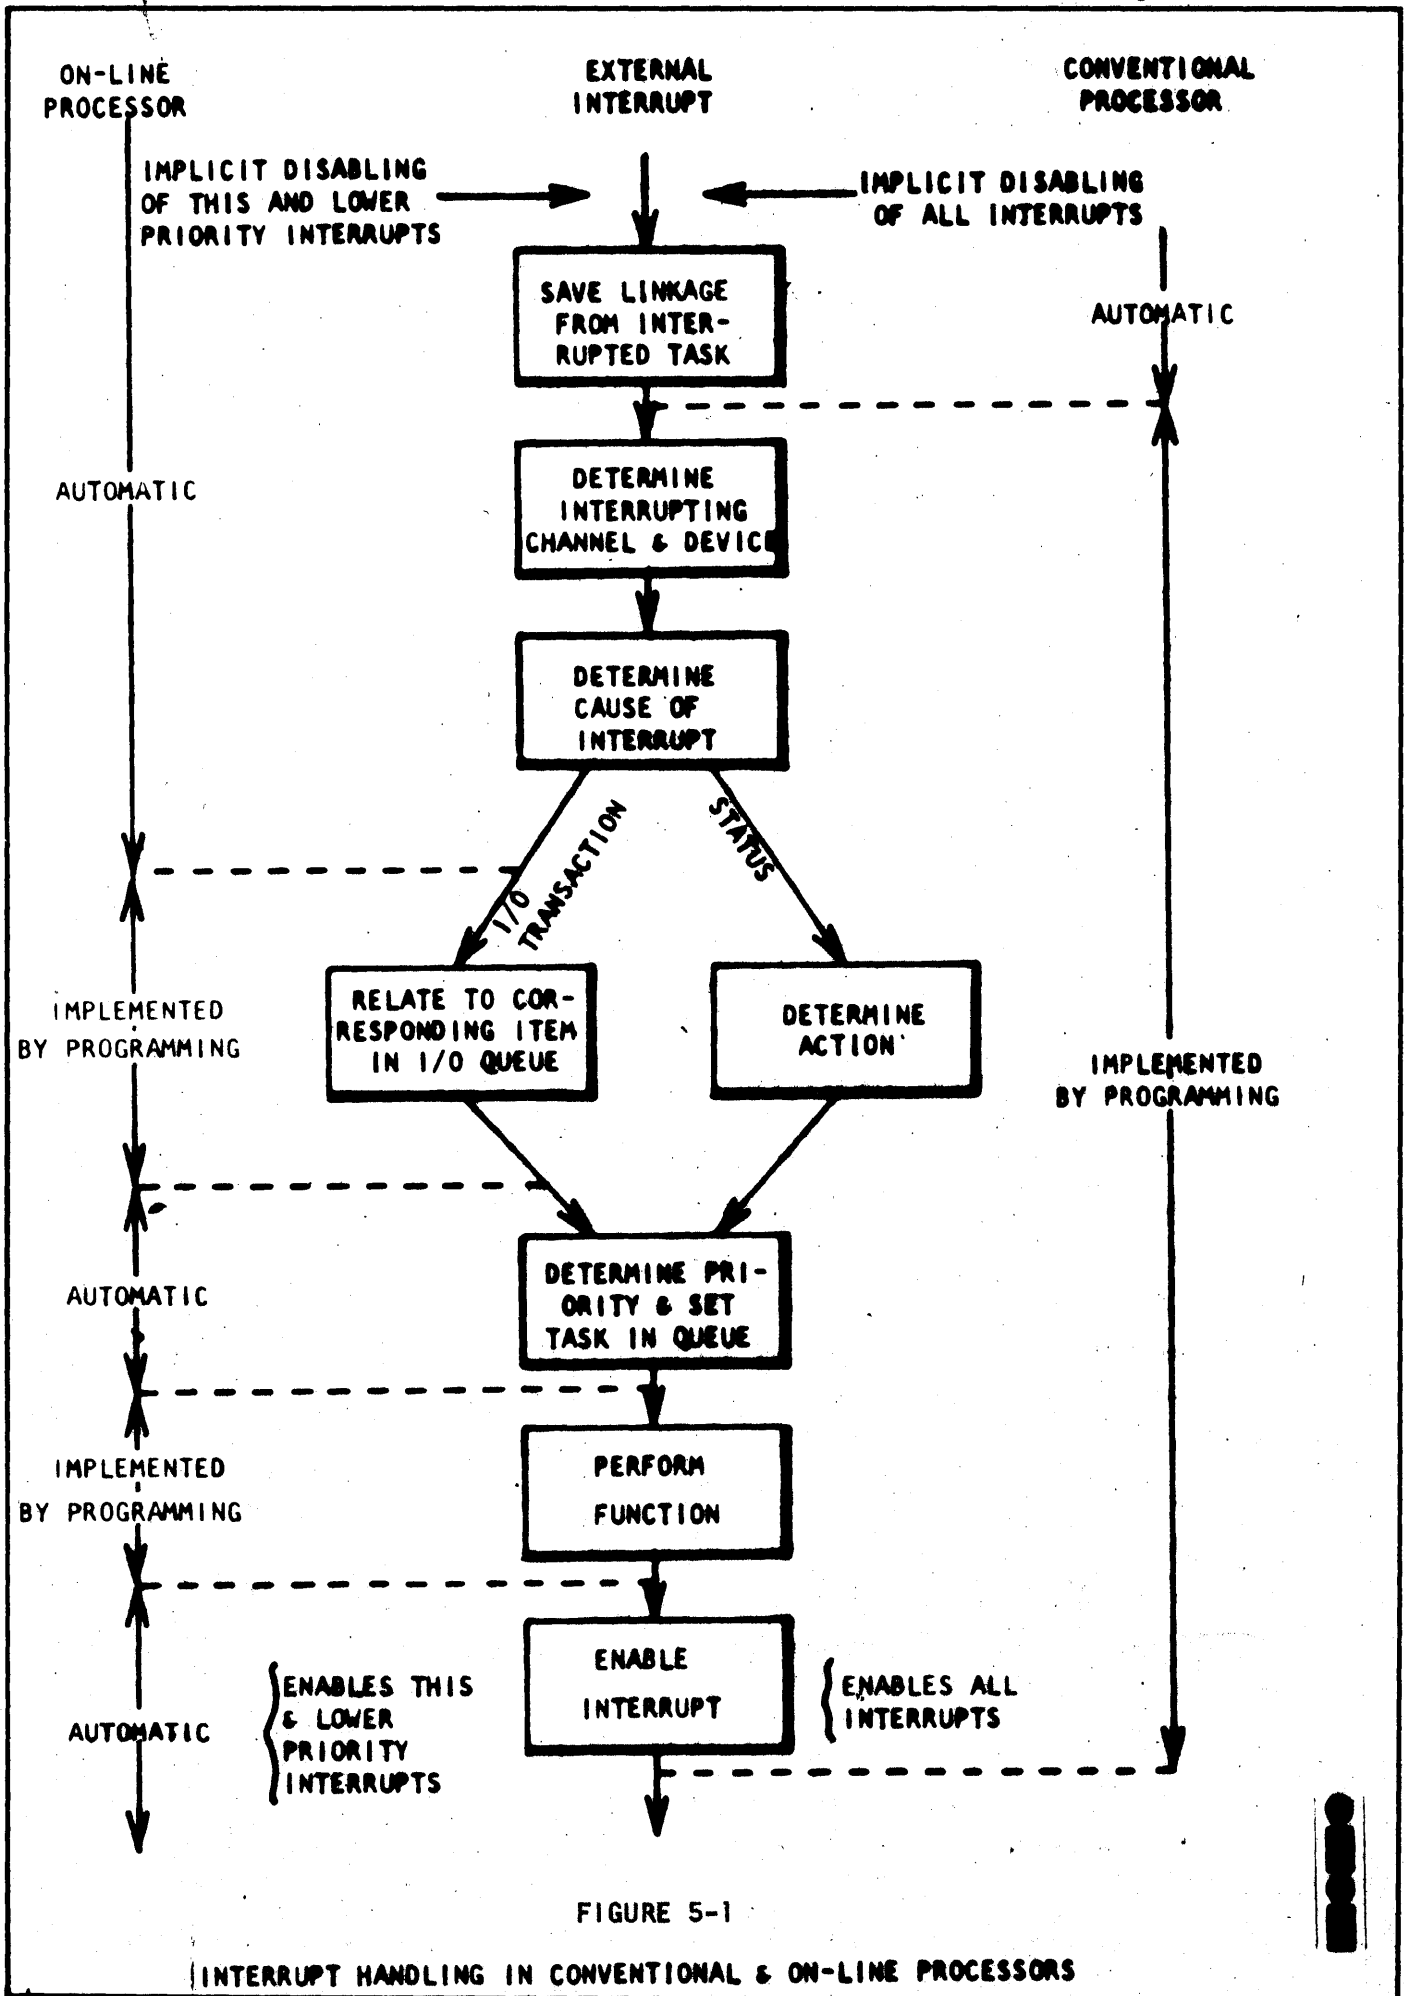 ON-LINE
PROCESSOR
EXTERNAL
INTERRUPT
CONVENTIONAL
PROCESSOR
IMPLICIT DISABLING
OF THIS AND LOWER
PRIORITY INTERRUPTS
IMPLICIT DISABLING
OF ALL INTERRUPTS
SAVE LINKAGE
FROM INTER-
RUPTED TASK
AUTOMATIC
AUTOMATIC
DETERMINE
INTERRUPTING
CHANNEL & DEVICE
DETERMINE
CAUSE OF
INTERRUPT
I/O
TRANSACTION
STATUS
IMPLEMENTED
BY PROGRAMMING
RELATE TO COR-
RESPONDING ITEM
IN I/O QUEUE
DETERMINE
ACTION
IMPLEMENTED
BY PROGRAMMING
AUTOMATIC
DETERMINE PRI-
ORITY & SET
TASK IN QUEUE
IMPLEMENTED
BY PROGRAMMING
PERFORM
FUNCTION
AUTOMATIC
ENABLES THIS
& LOWER
PRIORITY
INTERRUPTS
ENABLE
INTERRUPT
ENABLES ALL
INTERRUPTS
FIGURE 5-1
INTERRUPT HANDLING IN CONVENTIONAL & ON-LINE PROCESSORS